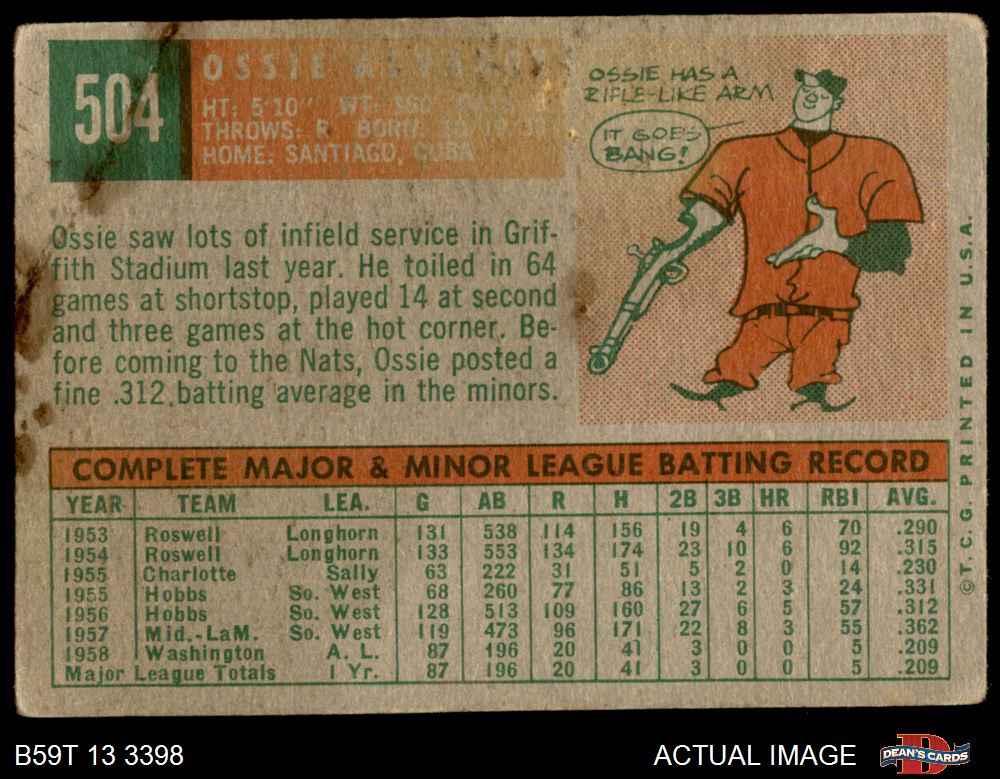 504
OSSIE ALVAREZ
HT: 5'10" WT:
THROWS: R BORN:
HOME: SANTIAGO, CUBA
OSSIE HAS A
RIFLE-LIKE ARM
IT GOES
BANG!
Ossie saw lots of infield service in Grif-
fith Stadium last year. He toiled in 64
games at shortstop, played 14 at second
and three games at the hot corner. Be-
fore coming to the Nats, Ossie posted a
fine .312 batting average in the minors.
COMPLETE MAJOR & MINOR LEAGUE BATTING RECORD
YEAR TEAM LEA. G AB R H 2B 3B HR RBI AVG.
1953 Roswell Longhorn 131 538 114 156 19 4 6 70 .290
1954 Roswell Longhorn 133 553 134 174 23 10 6 92 .315
1955 Charlotte Sally 63 222 31 51 5 2 0 14 .230
1955 Hobbs So. West 68 260 77 86 13 2 3 24 .331
1956 Hobbs So. West 128 513 109 160 27 6 5 57 .312
1957 Mid.-LaM. So. West 119 473 96 171 22 8 3 55 .362
1958 Washington A. L. 87 196 20 41 3 0 0 5 .209
Major League Totals 1 Yr. 87 196 20 41 3 0 0 5 .209
© T. C. G. PRINTED IN U.S.A.
B59T 13 3398
ACTUAL IMAGE
DEAN'S CARDS